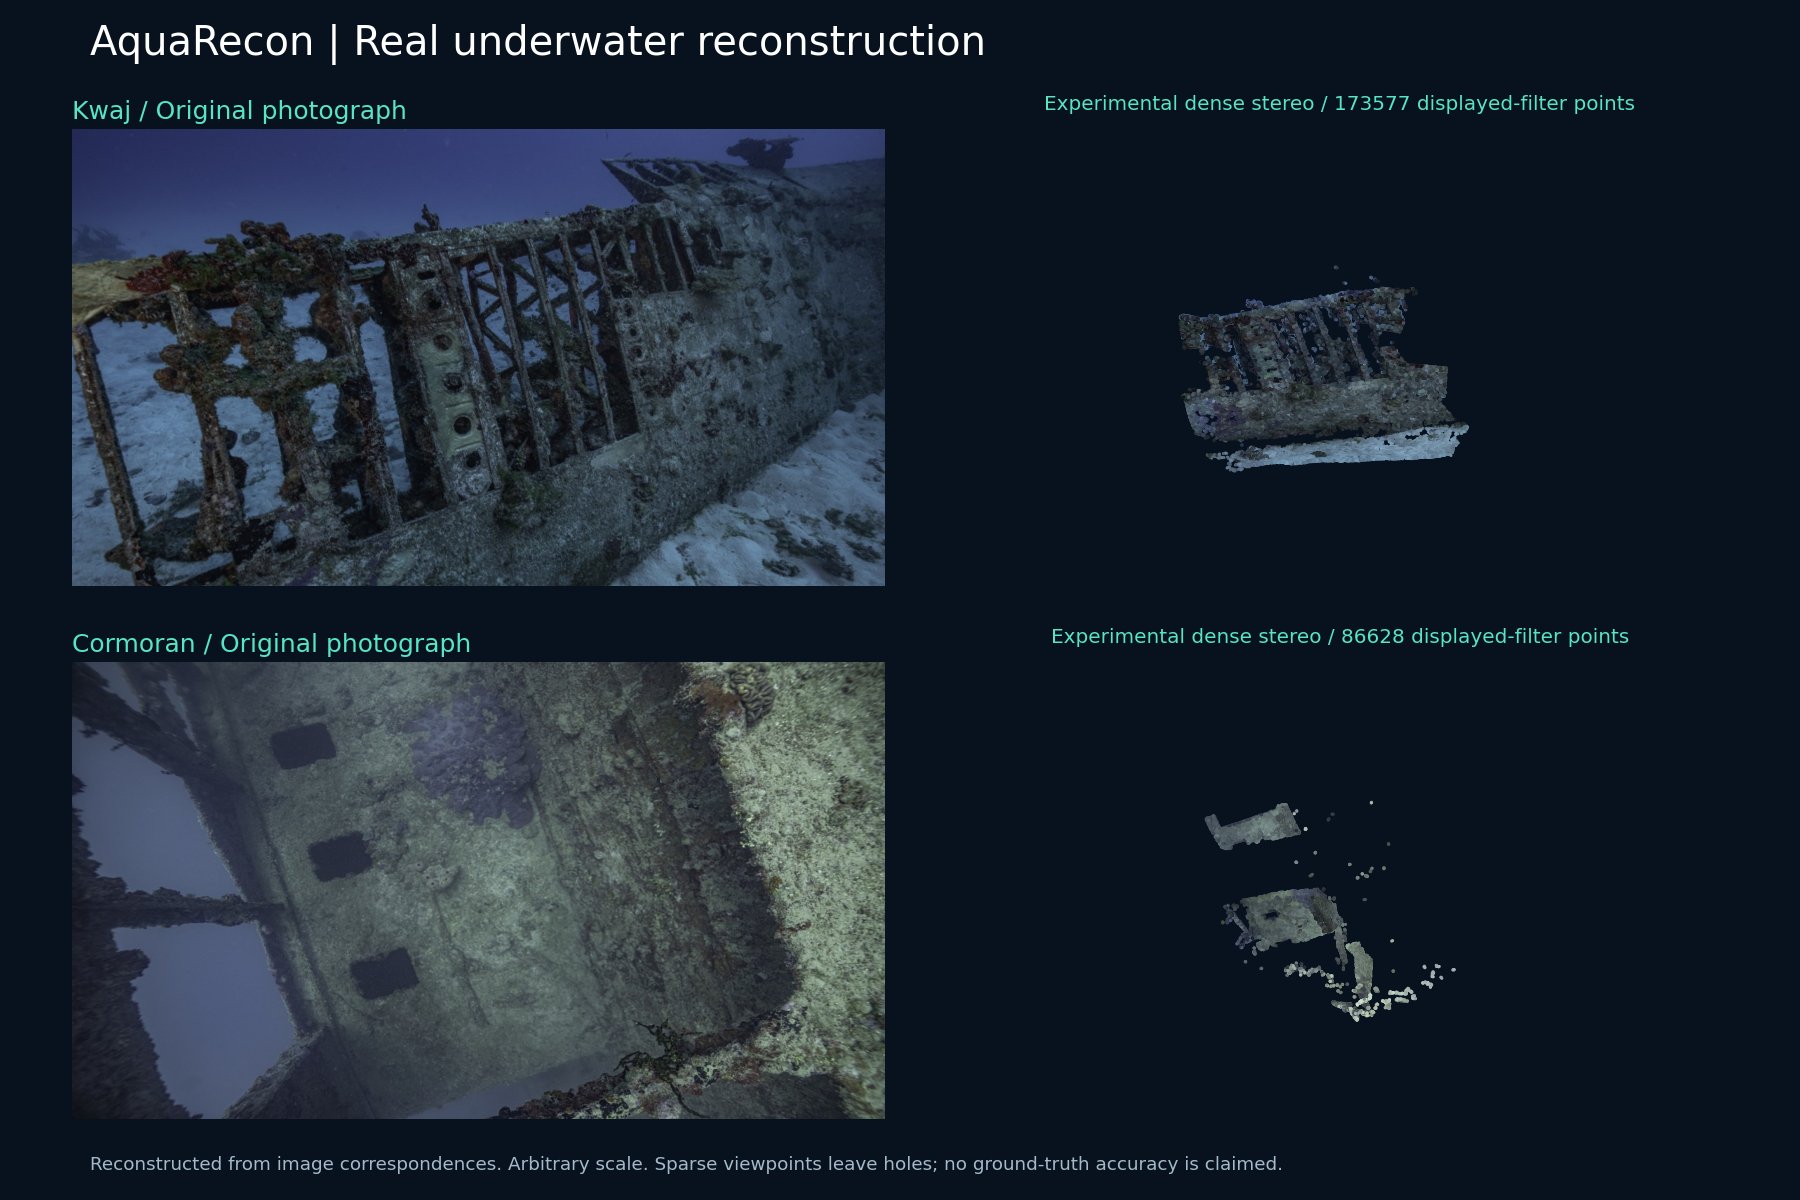 AquaRecon | Real underwater reconstruction
Kwaj / Original photograph
Experimental dense stereo / 173577 displayed-filter points
Cormoran / Original photograph
Experimental dense stereo / 86628 displayed-filter points
Reconstructed from image correspondences. Arbitrary scale. Sparse viewpoints leave holes; no ground-truth accuracy is claimed.